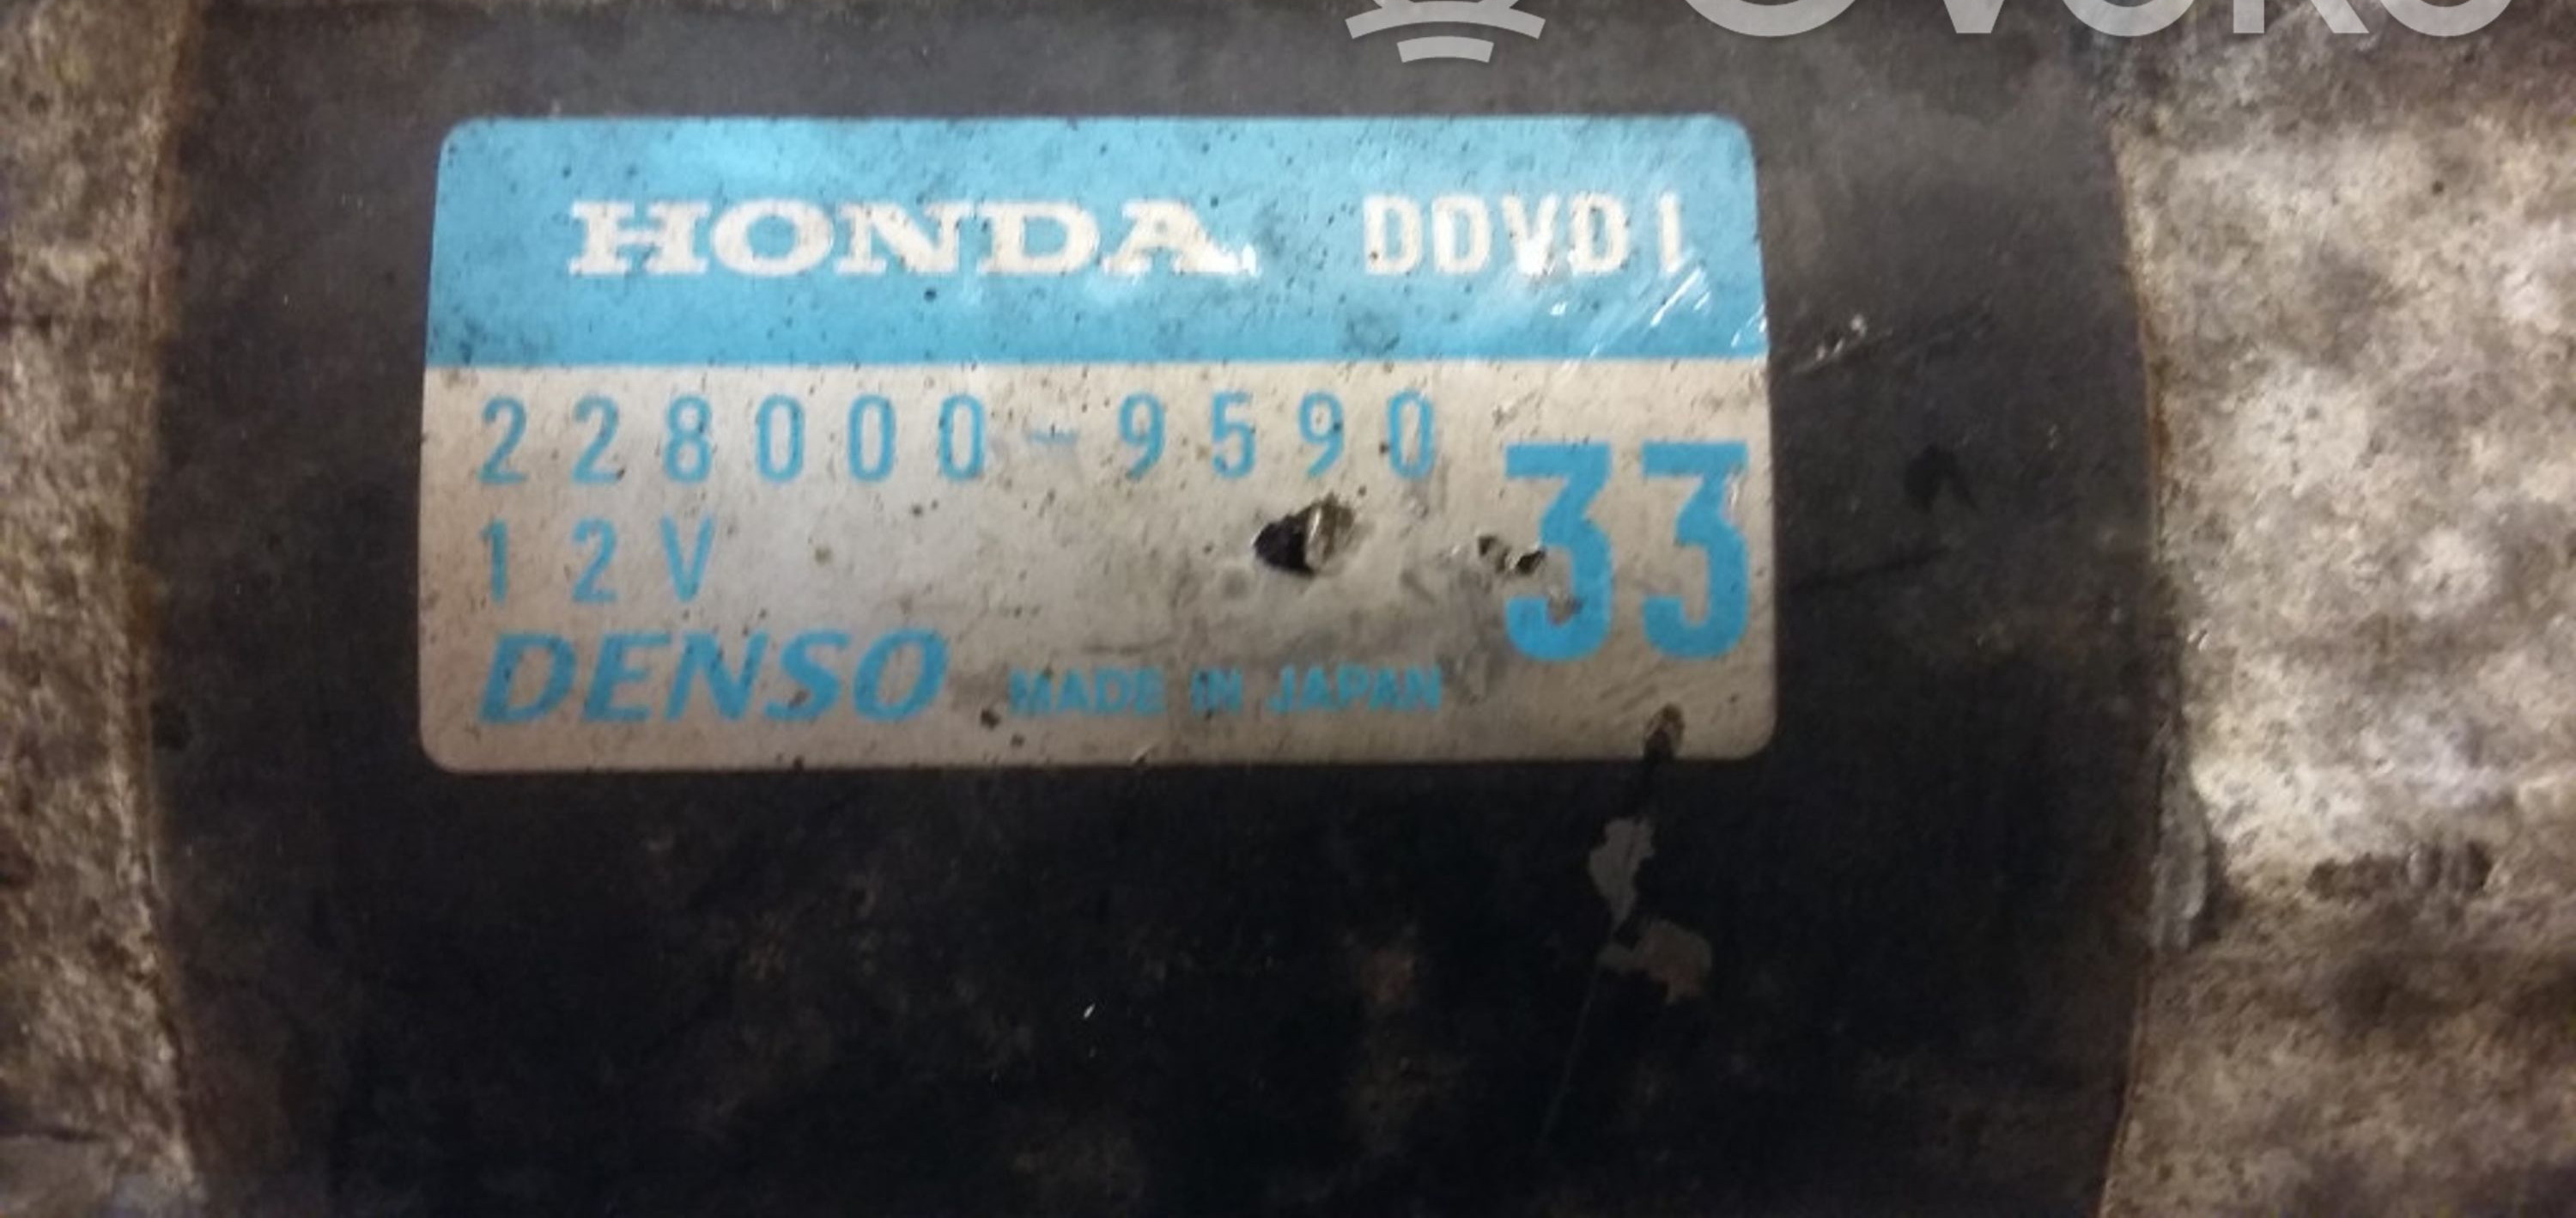 HONDA DDVD1
228000-9590
12V
33
DENSO MADE IN JAPAN